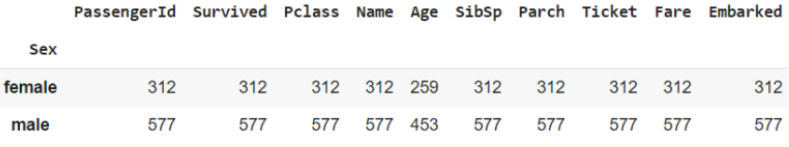 PassengerId Survived Pclass Name Age SibSp Parch Ticket Fare Embarked
Sex
female 312 312 312 312 259 312 312 312 312 312
male 577 577 577 577 453 577 577 577 577 577